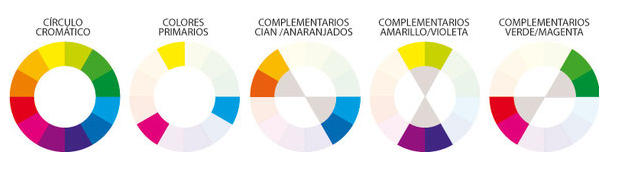 CÍRCULO
CROMÁTICO
COLORES
PRIMARIOS
COMPLEMENTARIOS
CIAN /ANARANJADOS
COMPLEMENTARIOS
AMARILLO/VIOLETA
COMPLEMENTARIOS
VERDE/MAGENTA